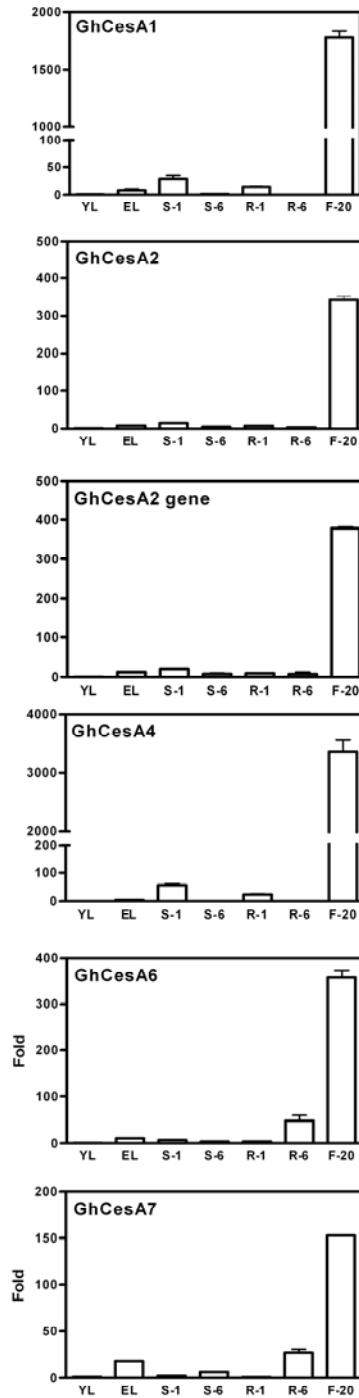 GhCesA1
2000
1500
1000
100
50
0
YL EL S-1 S-6 R-1 R-6 F-20
GhCesA2
500
400
300
200
100
0
YL EL S-1 S-6 R-1 R-6 F-20
GhCesA2 gene
500
400
300
200
100
0
YL EL S-1 S-6 R-1 R-6 F-20
GhCesA4
4000
3000
2000
200
100
0
YL EL S-1 S-6 R-1 R-6 F-20
GhCesA6
Fold
400
300
200
100
0
YL EL S-1 S-6 R-1 R-6 F-20
GhCesA7
Fold
200
150
100
50
0
YL EL S-1 S-6 R-1 R-6 F-20